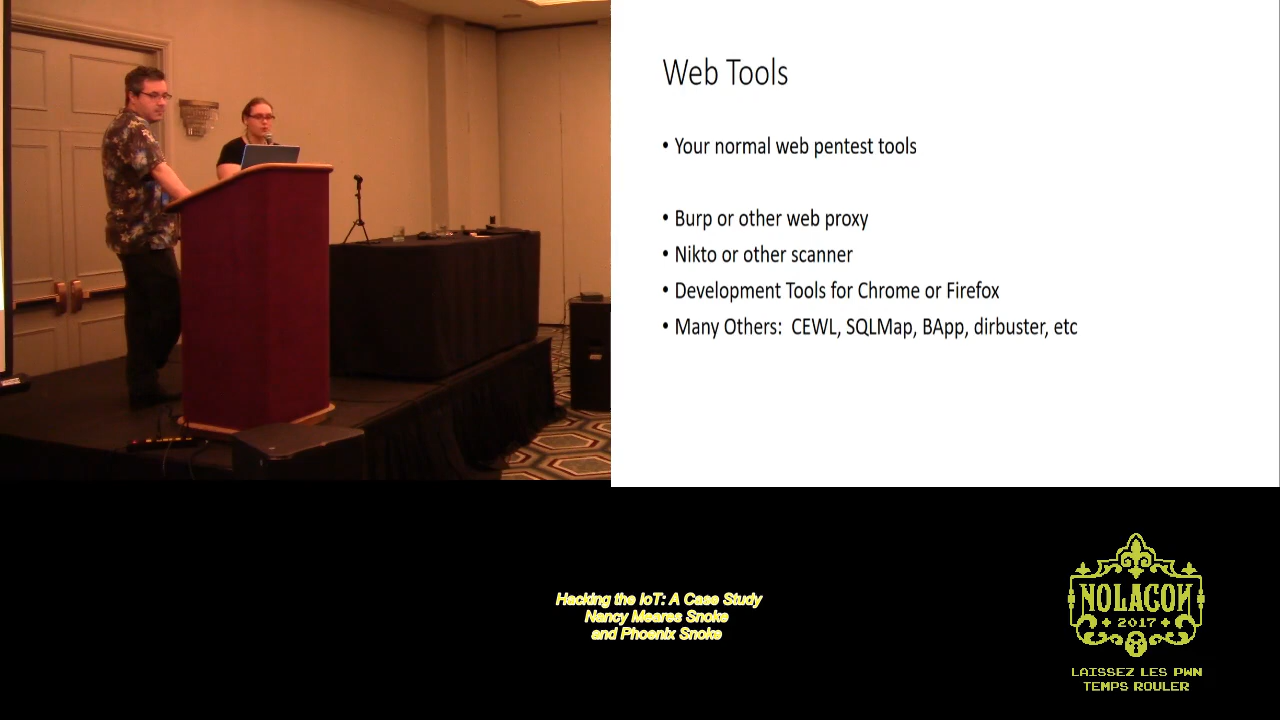 Web Tools
• Your normal web pentest tools
• Burp or other web proxy
• Nikto or other scanner
• Development Tools for Chrome or Firefox
• Many Others:  CEWL, SQLMap, BApp, dirbuster, etc
Hacking the IoT: A Case Study
Nancy Meares Snoke
and Phoenix Snoke
NOLACON
2017
LAISSEZ LES PWN
TEMPS ROULER